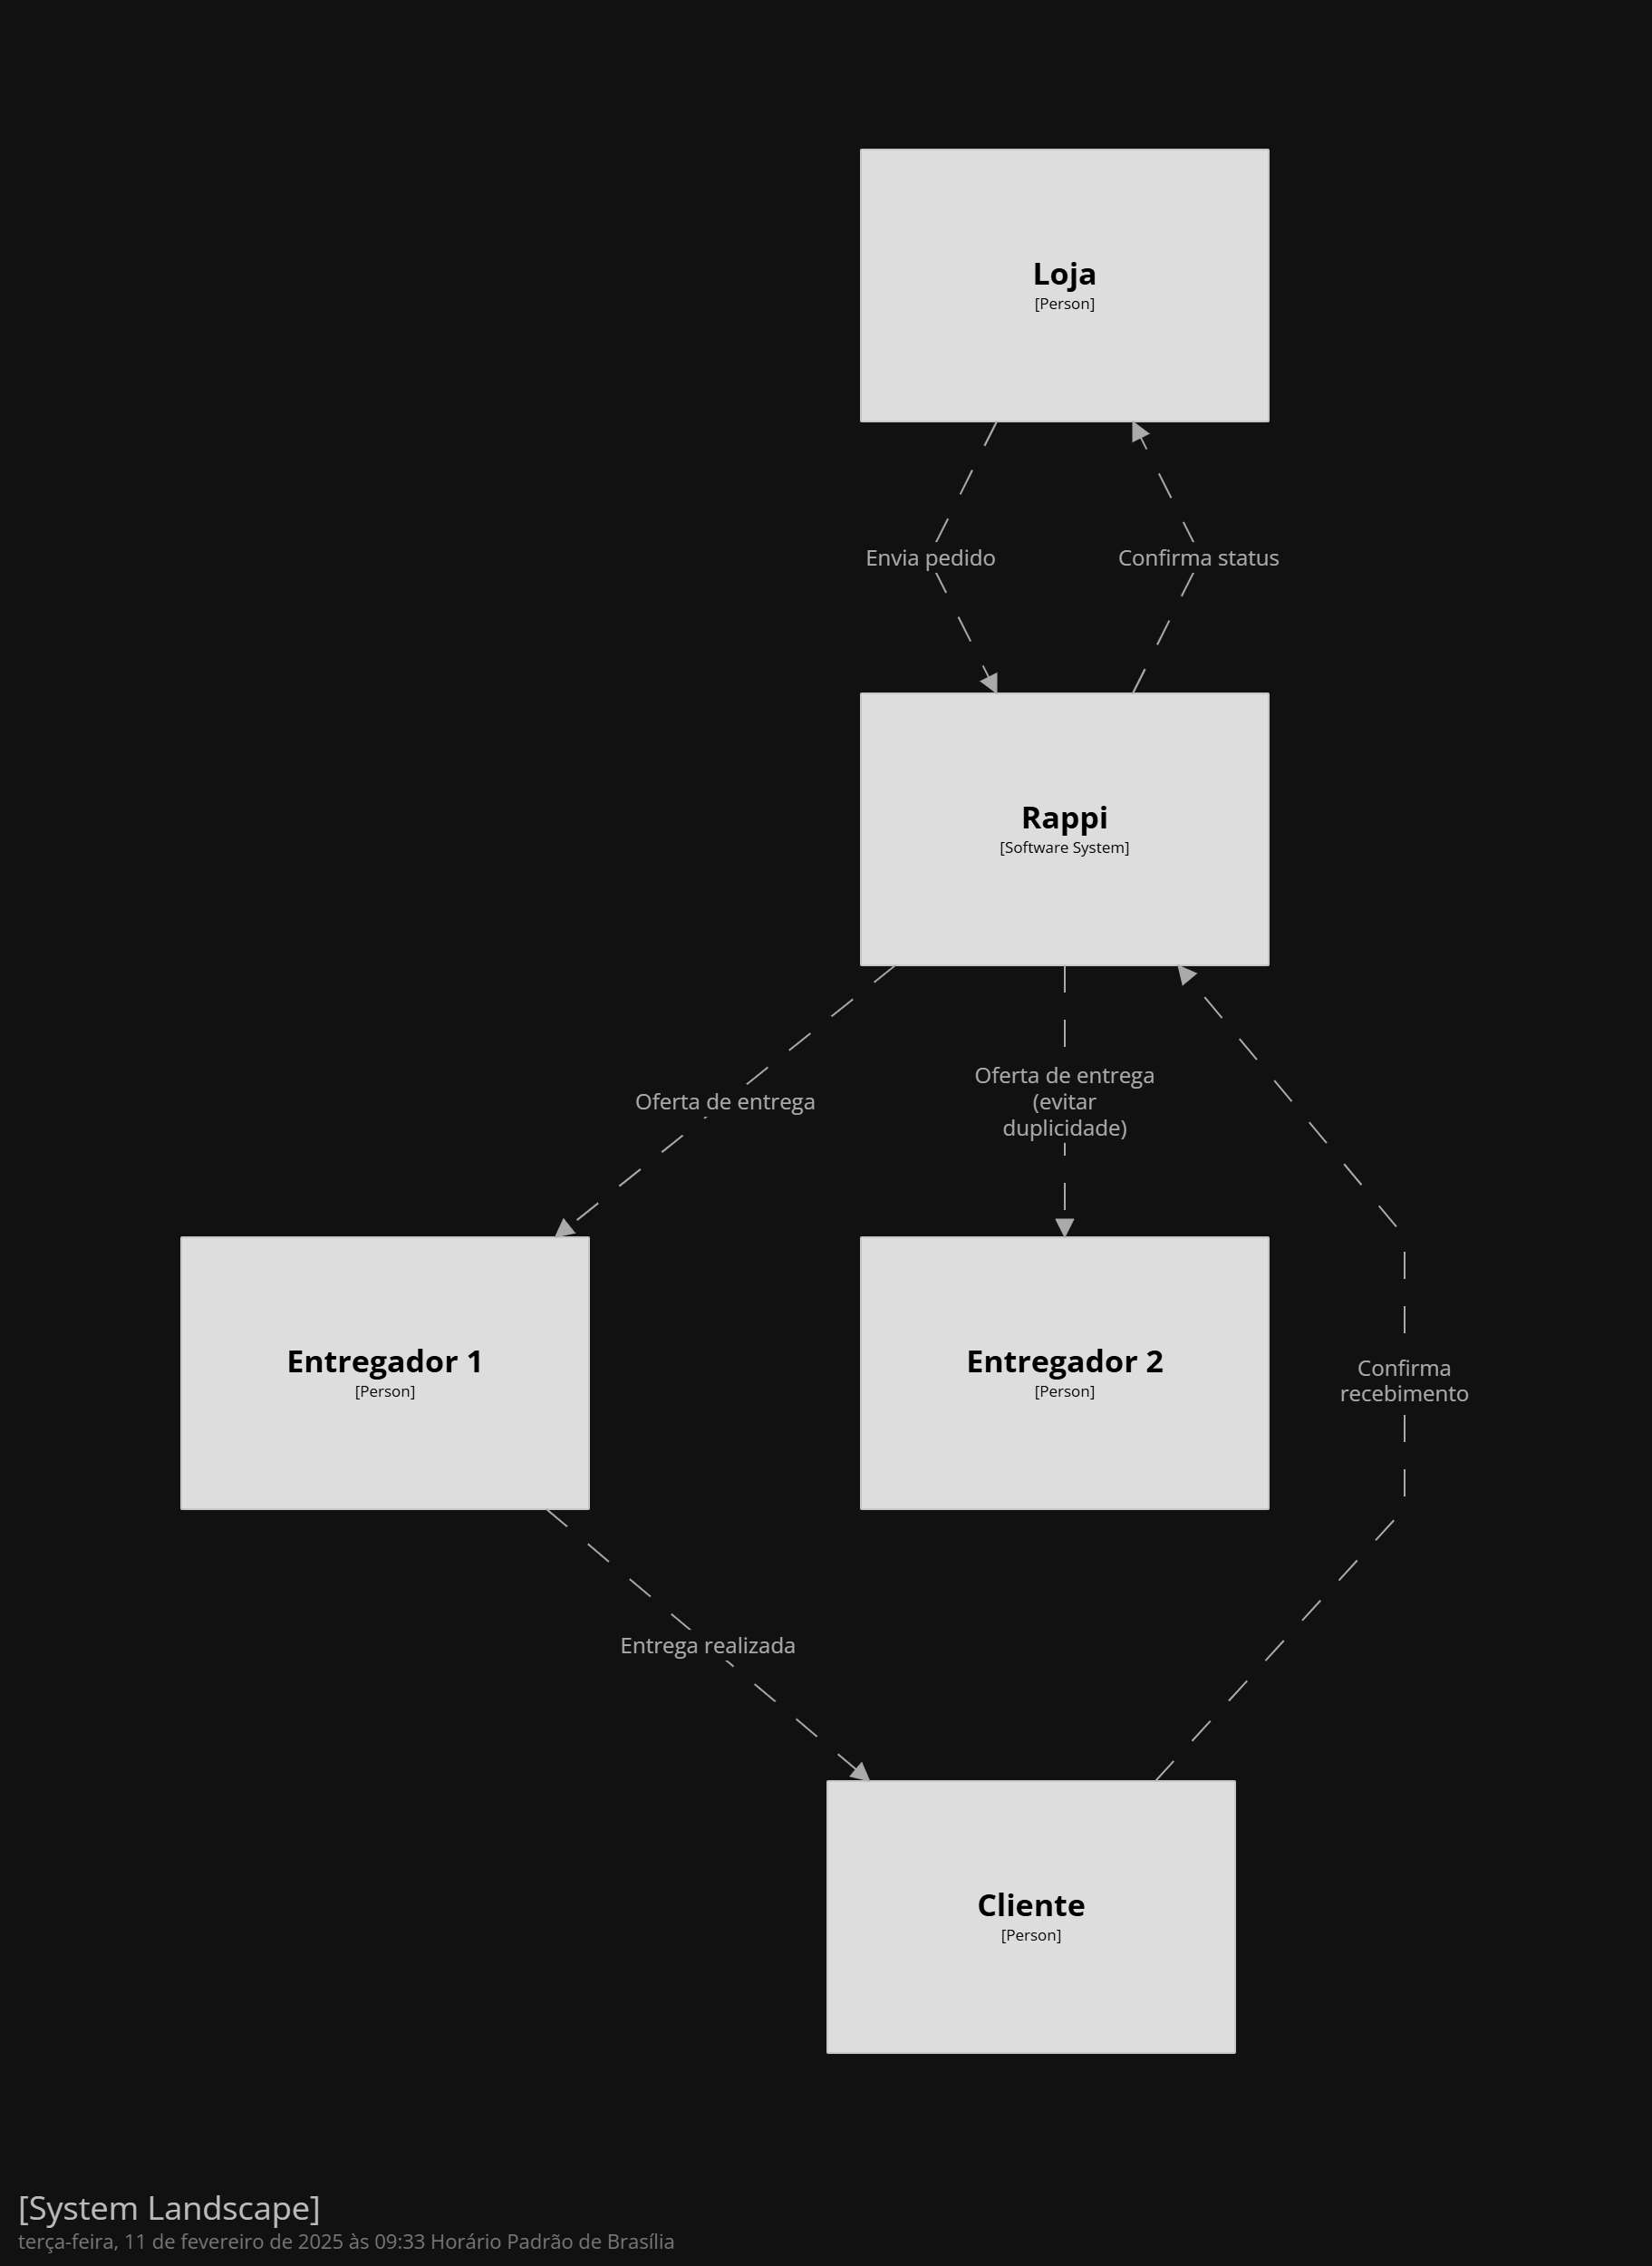 Loja
[Person]
Envia pedido
Confirma status
Rappi
[Software System]
Oferta de entrega
Oferta de entrega
(evitar
duplicidade)
Entregador 1
[Person]
Entregador 2
[Person]
Confirma
recebimento
Entrega realizada
Cliente
[Person]
[System Landscape]
terça-feira, 11 de fevereiro de 2025 às 09:33 Horário Padrão de Brasília